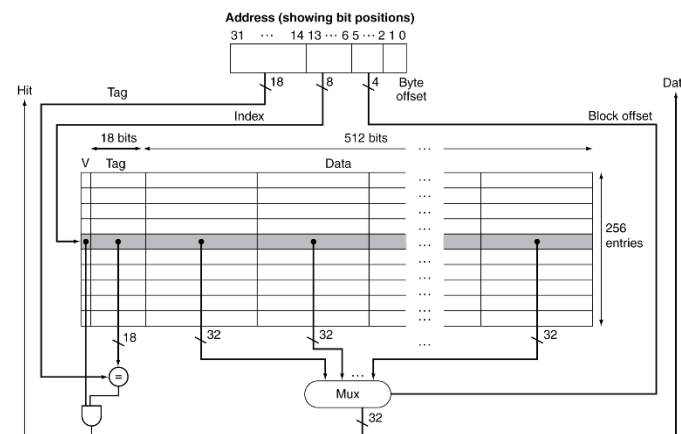 Address (showing bit positions)
31 ··· 14 13 ··· 6 5 ··· 2 1 0
18 8 4 Byte offset
Hit Tag Dat
Index Block offset
18 bits 512 bits
V Tag Data ···
···
···
···
···
··· 256 entries
···
···
···
···
···
18 32 32 ··· 32
=
···
Mux
32